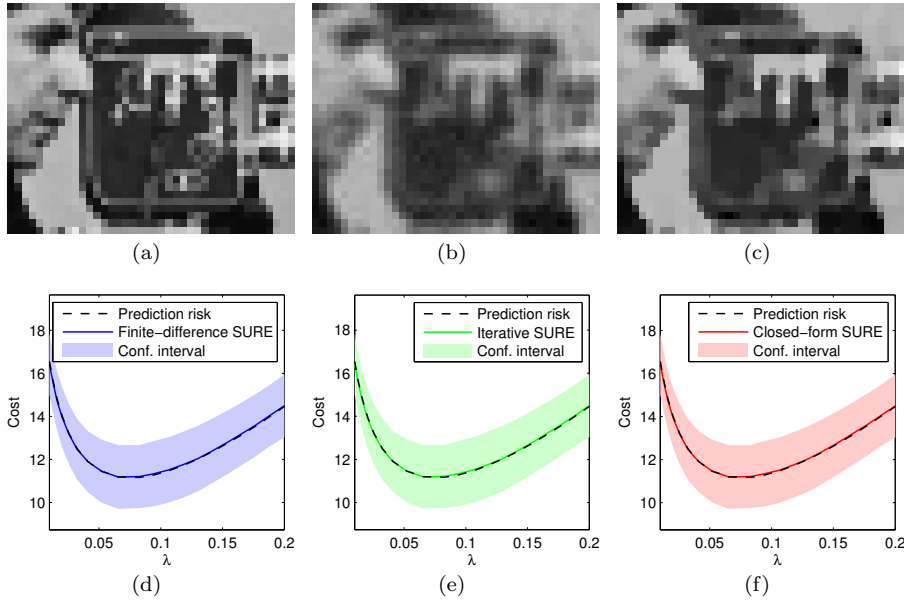 (a) (b) (c)
Prediction risk
Finite−difference SURE
Conf. interval
18
16
14
12
10
Cost
0.05 0.1 0.15 0.2
λ
(d)
Prediction risk
Iterative SURE
Conf. interval
18
16
14
12
10
Cost
0.05 0.1 0.15 0.2
λ
(e)
Prediction risk
Closed−form SURE
Conf. interval
18
16
14
12
10
Cost
0.05 0.1 0.15 0.2
λ
(f)